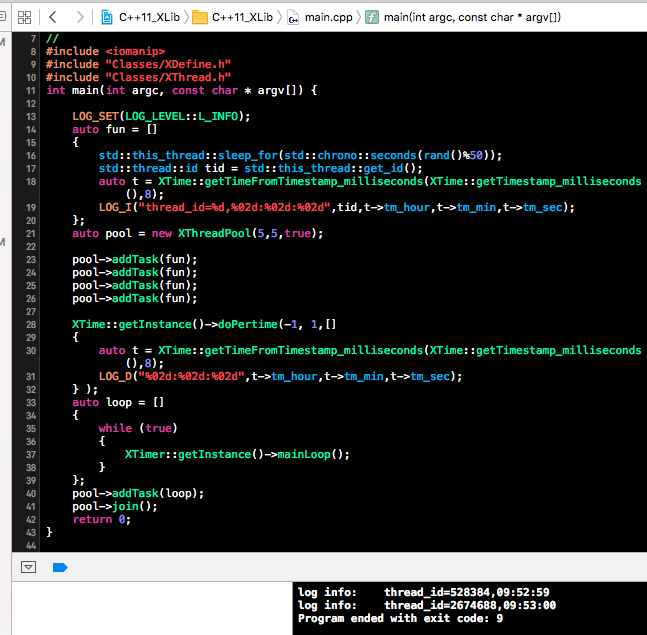 C++11_XLib
C++11_XLib
main.cpp
main(int argc, const char * argv[])
7 //
8 #include <iomanip>
9 #include "Classes/XDefine.h"
10 #include "Classes/XThread.h"
11 int main(int argc, const char * argv[]) {
12
13 LOG_SET(LOG_LEVEL::L_INFO);
14 auto fun = []
15 {
16 std::this_thread::sleep_for(std::chrono::seconds(rand()%50));
17 std::thread::id tid = std::this_thread::get_id();
18 auto t = XTime::getTimeFromTimestamp_milliseconds(XTime::getTimestamp_milliseconds
(),8);
19 LOG_I("thread_id=%d,%02d:%02d:%02d",tid,t->tm_hour,t->tm_min,t->tm_sec);
20 };
21 auto pool = new XThreadPool(5,5,true);
22
23 pool->addTask(fun);
24 pool->addTask(fun);
25 pool->addTask(fun);
26 pool->addTask(fun);
27
28 XTime::getInstance()->doPertime(-1, 1,[]
29 {
30 auto t = XTime::getTimeFromTimestamp_milliseconds(XTime::getTimestamp_milliseconds
(),8);
31 LOG_D("%02d:%02d:%02d",t->tm_hour,t->tm_min,t->tm_sec);
32 } );
33 auto loop = []
34 {
35 while (true)
36 {
37 XTimer::getInstance()->mainLoop();
38 }
39 };
40 pool->addTask(loop);
41 pool->join();
42 return 0;
43 }
44
log info: thread_id=528384,09:52:59
log info: thread_id=2674688,09:53:00
Program ended with exit code: 9